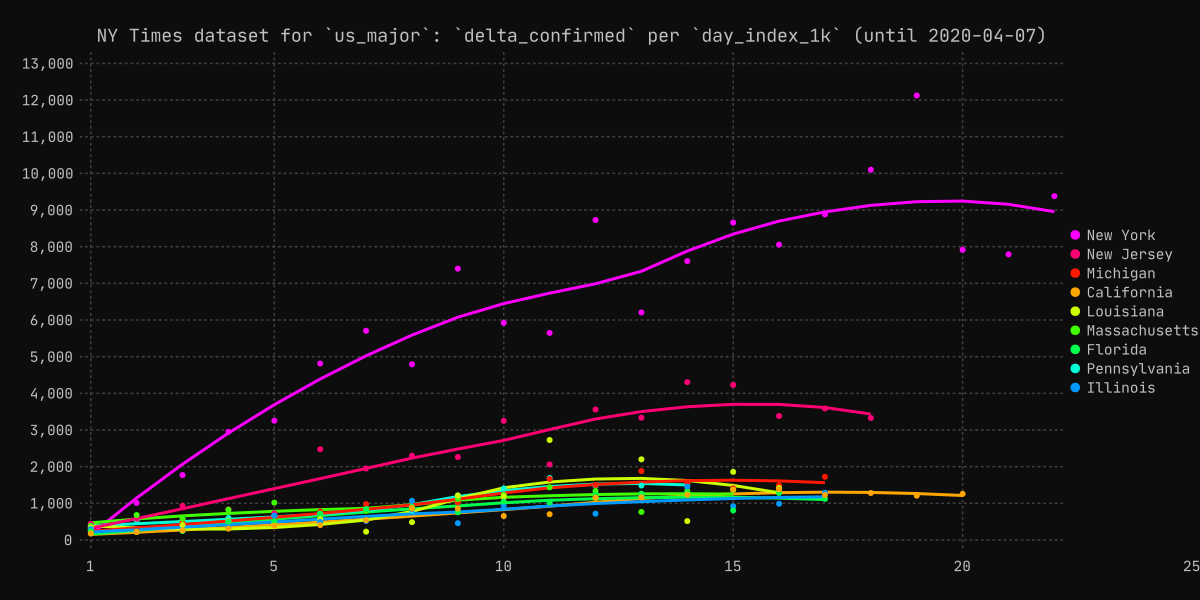 NY Times dataset for `us_major`: `delta_confirmed` per `day_index_1k` (until 2020-04-07)
13,000
12,000
11,000
10,000
9,000
8,000
7,000
6,000
5,000
4,000
3,000
2,000
1,000
0
1
5
10
15
20
25
New York
New Jersey
Michigan
California
Louisiana
Massachusetts
Florida
Pennsylvania
Illinois